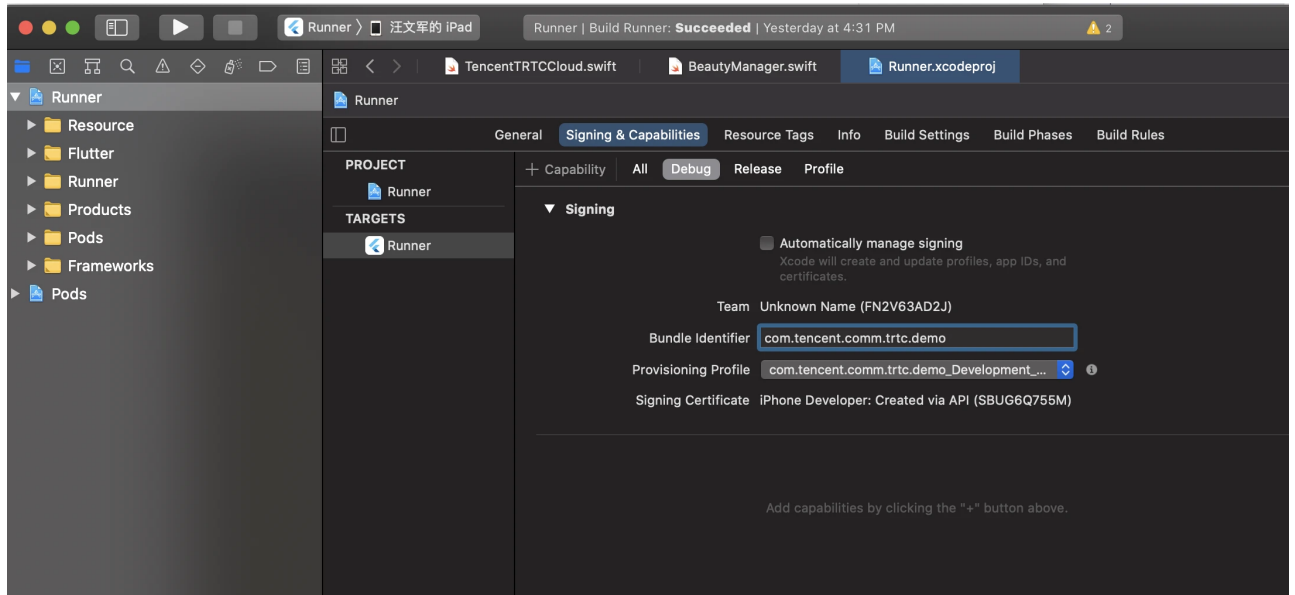 Runner 〉 汪文军的 iPad
Runner | Build Runner: Succeeded | Yesterday at 4:31 PM
2
TencentTRTCCloud.swift
BeautyManager.swift
Runner.xcodeproj
Runner
Resource
Flutter
Runner
Products
Pods
Frameworks
Pods
Runner
General
Signing & Capabilities
Resource Tags
Info
Build Settings
Build Phases
Build Rules
PROJECT
Runner
TARGETS
Runner
+ Capability
All
Debug
Release
Profile
Signing
Automatically manage signing
Xcode will create and update profiles, app IDs, and
certificates.
Team Unknown Name (FN2V63AD2J)
Bundle Identifier com.tencent.comm.trtc.demo
Provisioning Profile com.tencent.comm.trtc.demo_Development_...
Signing Certificate iPhone Developer: Created via API (SBUG6Q755M)
Add capabilities by clicking the "+" button above.